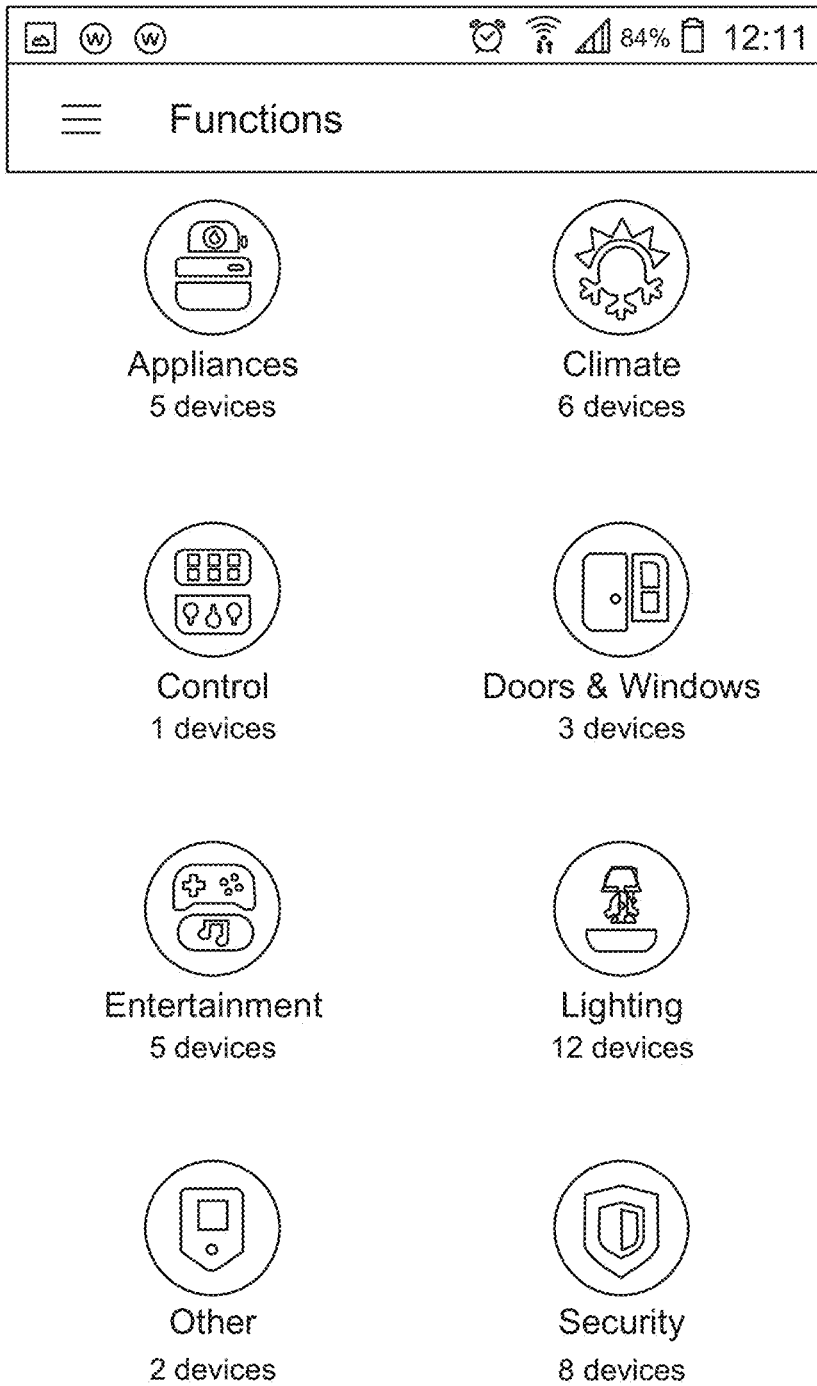 W W 84% 12:11
Functions
Appliances Climate
5 devices 6 devices
Control Doors & Windows
1 devices 3 devices
Entertainment Lighting
5 devices 12 devices
Other Security
2 devices 8 devices